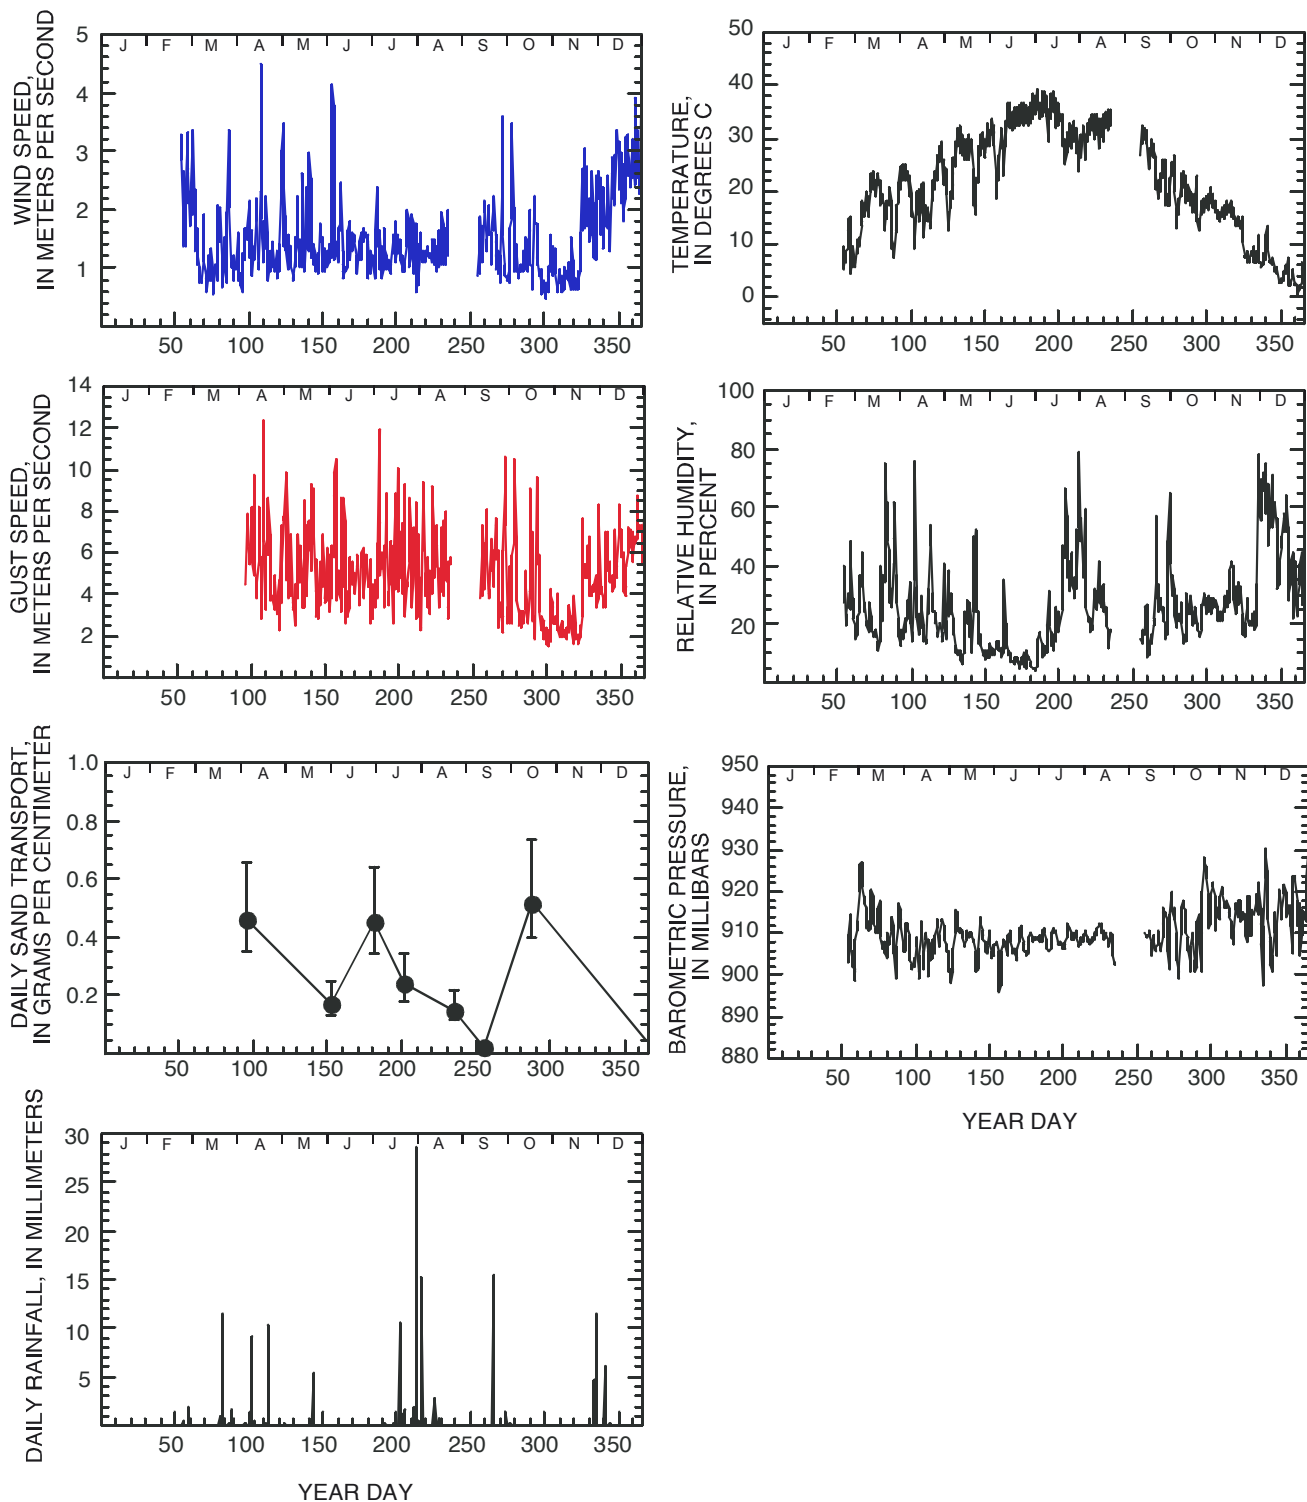 WIND SPEED,
IN METERS PER SECOND
5
4
3
2
1
J F M A M J J A S O N D
50 100 150 200 250 300 350
TEMPERATURE,
IN DEGREES C
50
40
30
20
10
0
J F M A M J J A S O N D
50 100 150 200 250 300 350
GUST SPEED,
IN METERS PER SECOND
14
12
10
8
6
4
2
J F M A M J J A S O N D
50 100 150 200 250 300 350
RELATIVE HUMIDITY,
IN PERCENT
100
80
60
40
20
J F M A M J J A S O N D
50 100 150 200 250 300 350
DAILY SAND TRANSPORT,
IN GRAMS PER CENTIMETER
1.0
0.8
0.6
0.4
0.2
J F M A M J J A S O N D
50 100 150 200 250 300 350
BAROMETRIC PRESSURE,
IN MILLIBARS
950
940
930
920
910
900
890
880
J F M A M J J A S O N D
50 100 150 200 250 300 350
YEAR DAY
DAILY RAINFALL, IN MILLIMETERS
30
25
20
15
10
5
J F M A M J J A S O N D
50 100 150 200 250 300 350
YEAR DAY